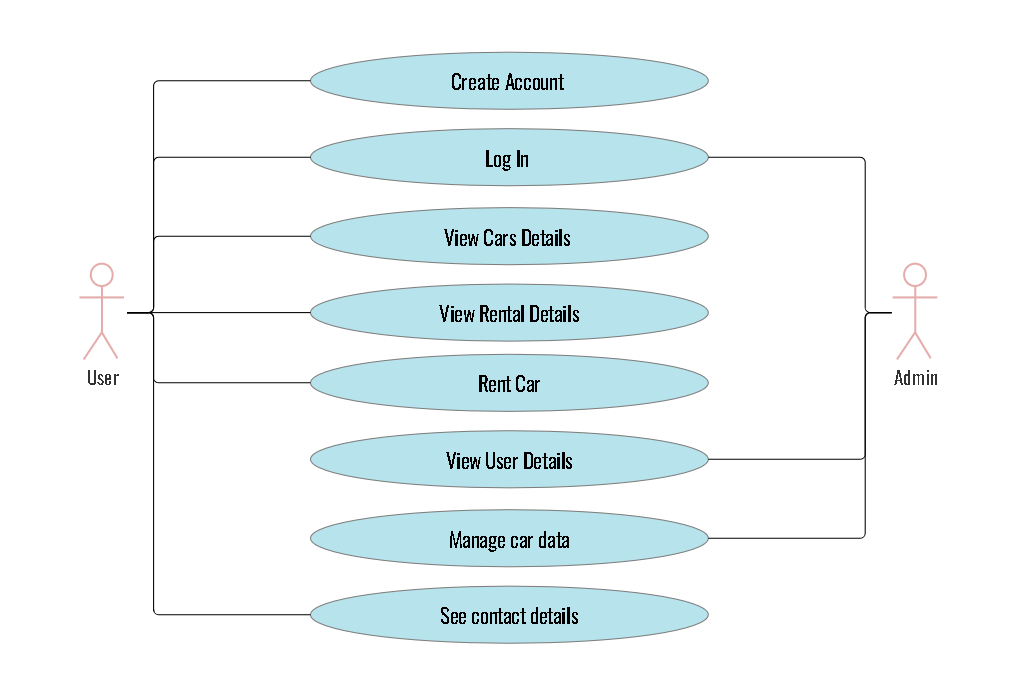 Create Account
Log In
View Cars Details
View Rental Details
User
Admin
Rent Car
View User Details
Manage car data
See contact details